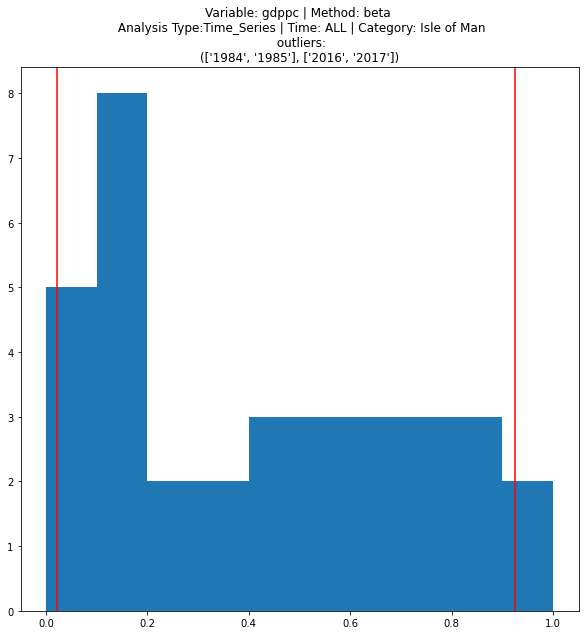 Variable: gdppc | Method: beta
Analysis Type:Time_Series | Time: ALL | Category: Isle of Man
outliers:
(['1984', '1985'], ['2016', '2017'])
8
7
6
5
4
3
2
1
0
0.0 0.2 0.4 0.6 0.8 1.0